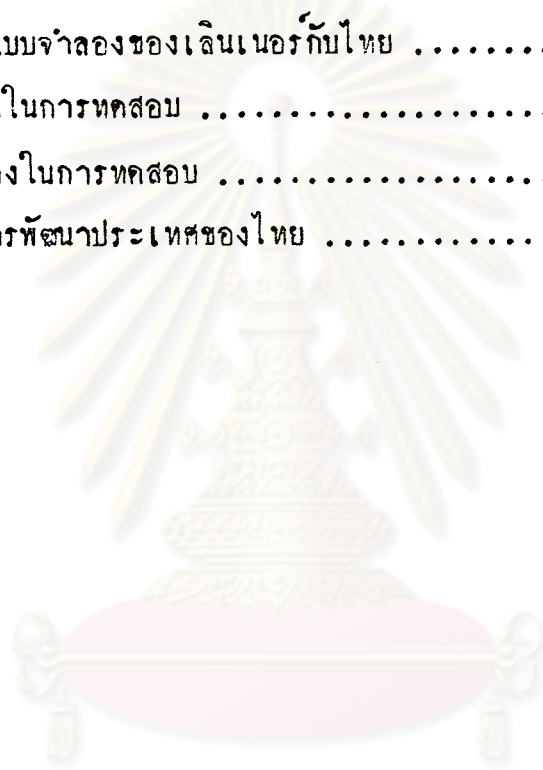 แบบจำลองของเลินเนอร์กับไทย ........
ในการทดสอบ ......................
งในการทดสอบ ....................
รพัฒนาประเทศของไทย ............